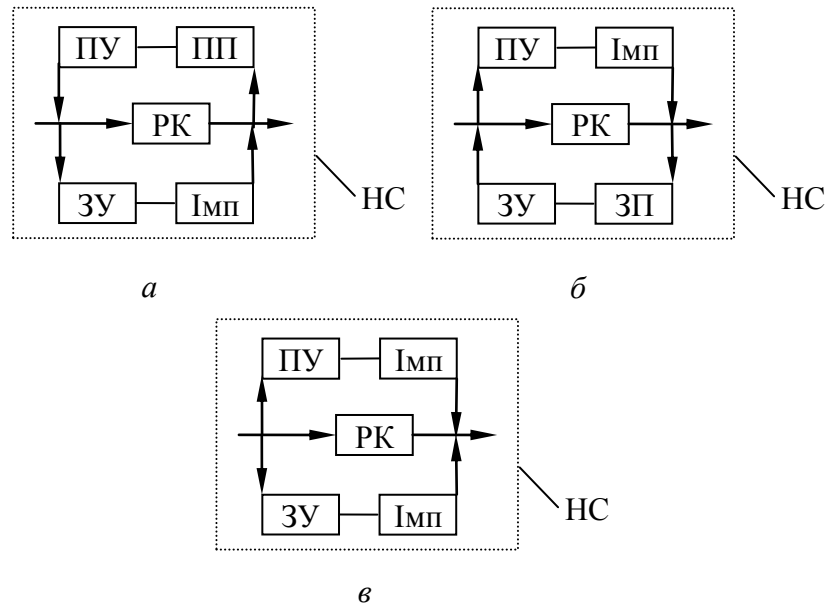 ПУ ПП ПУ Імп
РК РК
ЗУ Імп НС ЗУ ЗП НС
а б
ПУ Імп
РК
ЗУ Імп НС
в